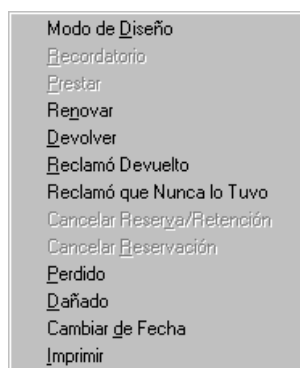 Modo de Diseño
Recordatorio
Prestar
Renovar
Devolver
Reclamó Devuelto
Reclamó que Nunca lo Tuvo
Cancelar Reserva/Retención
Cancelar Reservación
Perdido
Dañado
Cambiar de Fecha
Imprimir